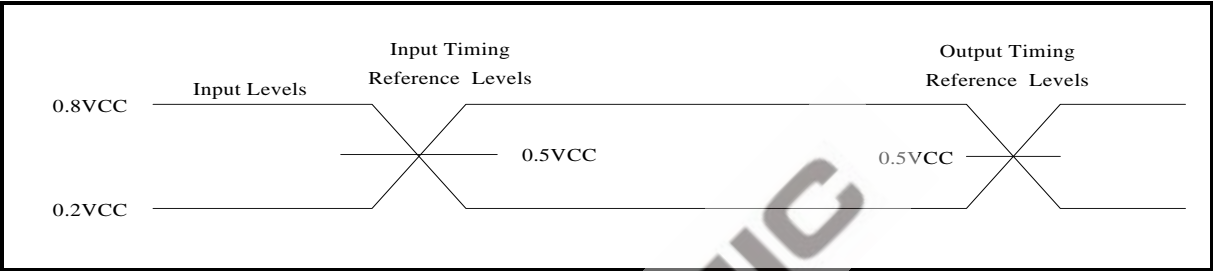 Input Timing
Reference Levels
Output Timing
Reference Levels
Input Levels
0.8VCC
0.5VCC
0.5VCC
0.2VCC